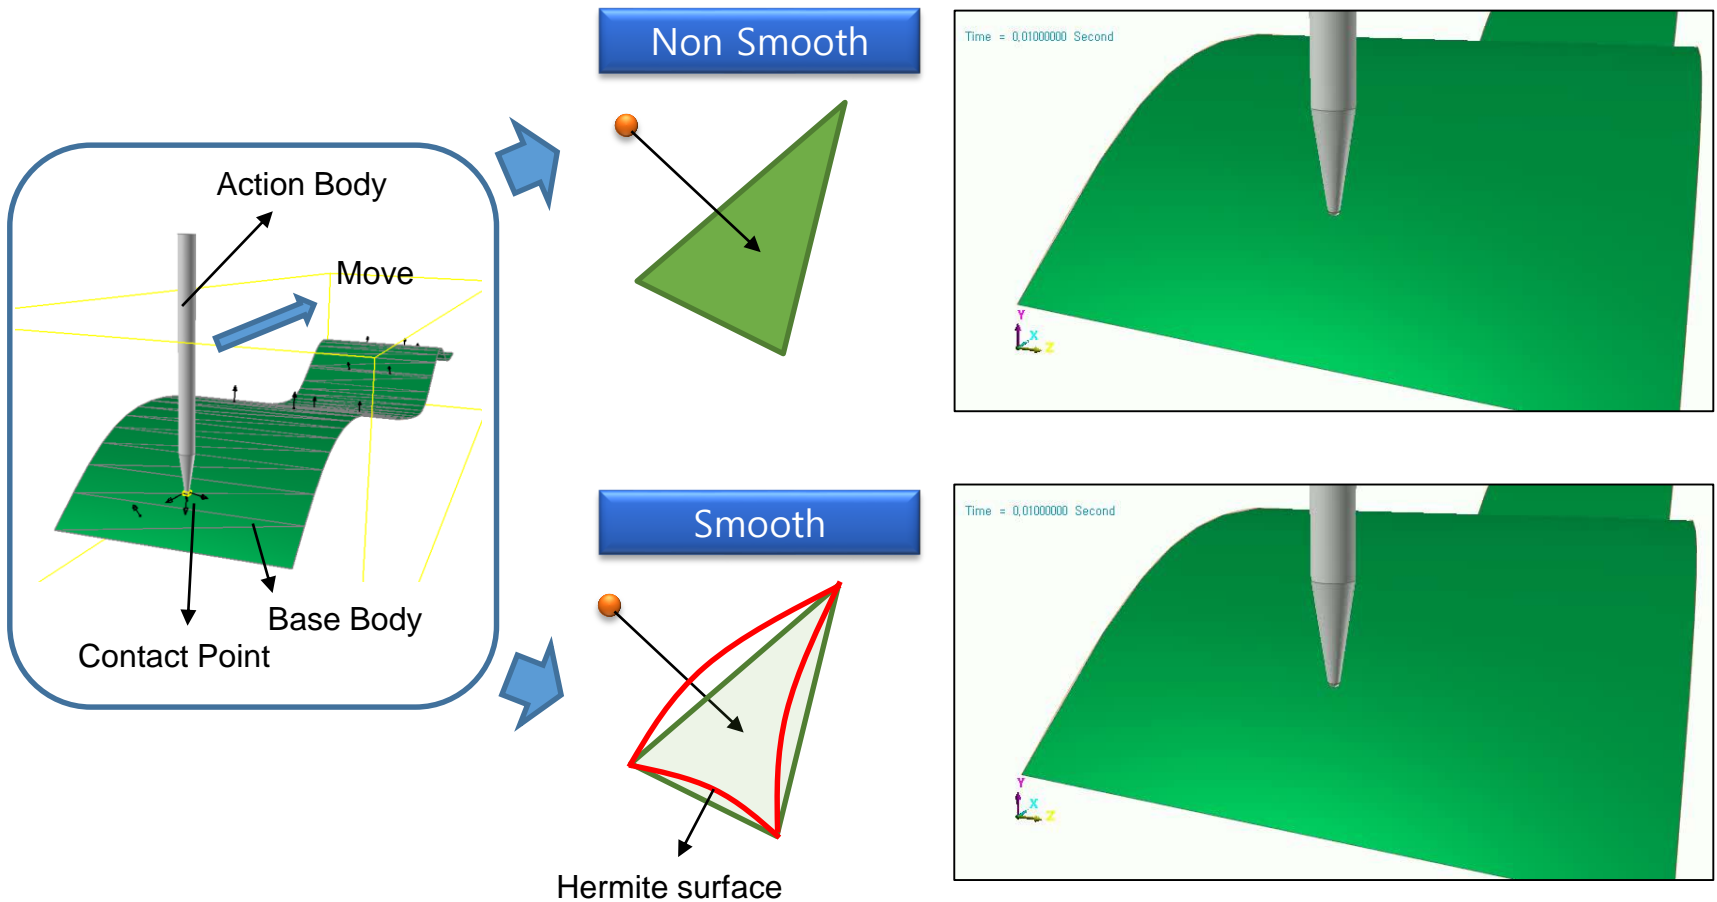 Non Smooth
Action Body
Move
Base Body
Contact Point
Time = 0,01000000 Second
Y
X
Z
Smooth
Hermite surface
Time = 0,01000000 Second
Y
X
Z